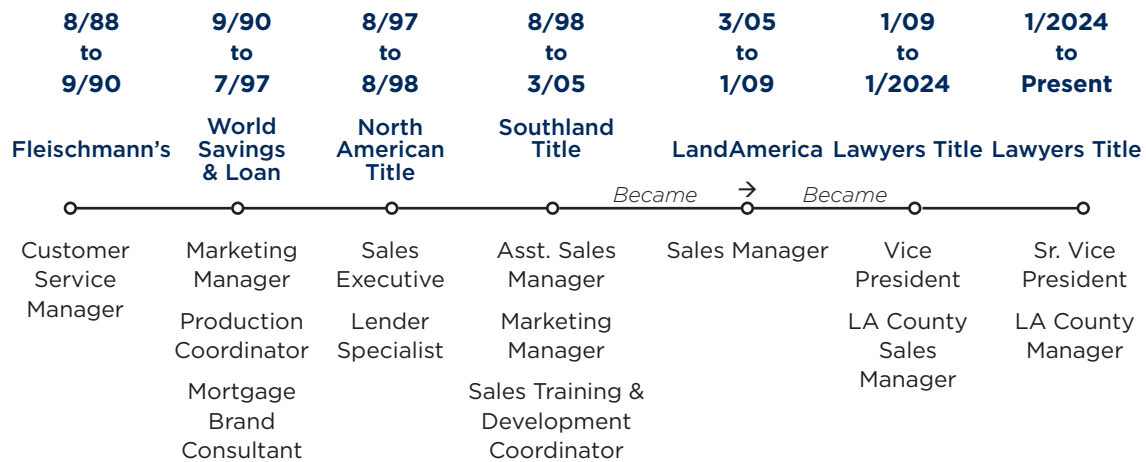 8/88
to
9/90
9/90
to
7/97
8/97
to
8/98
8/98
to
3/05
3/05
to
1/09
1/09
to
1/2024
1/2024
to
Present
Fleischmann’s
World
Savings
& Loan
North
American
Title
Southland
Title
LandAmerica
Lawyers Title
Lawyers Title
Became →
Became
Customer
Service
Manager
Marketing
Manager
Production
Coordinator
Mortgage
Brand
Consultant
Sales
Executive
Lender
Specialist
Asst. Sales
Manager
Marketing
Manager
Sales Training &
Development
Coordinator
Sales Manager
Vice
President
LA County
Sales
Manager
Sr. Vice
President
LA County
Manager